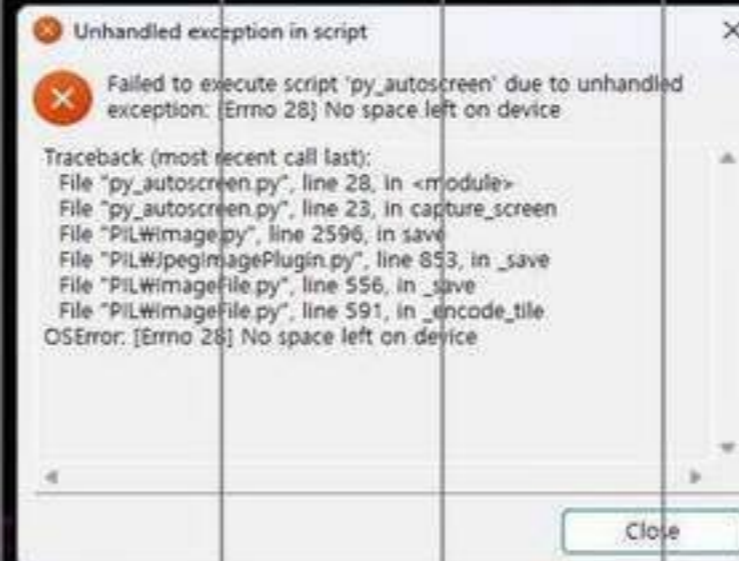 Unhandled exception in script
Failed to execute script 'py_autoscreen' due to unhandled
exception: [Errno 28] No space left on device
Traceback (most recent call last):
File "py_autoscreen.py", line 28, in <module>
File "py_autoscreen.py", line 23, in capture_screen
File "PIL₩Image.py", line 2596, in save
File "PIL₩JpegImagePlugin.py", line 853, in _save
File "PIL₩ImageFile.py", line 556, in _save
File "PIL₩ImageFile.py", line 591, in _encode_tile
OSError: [Errno 28] No space left on device
Close